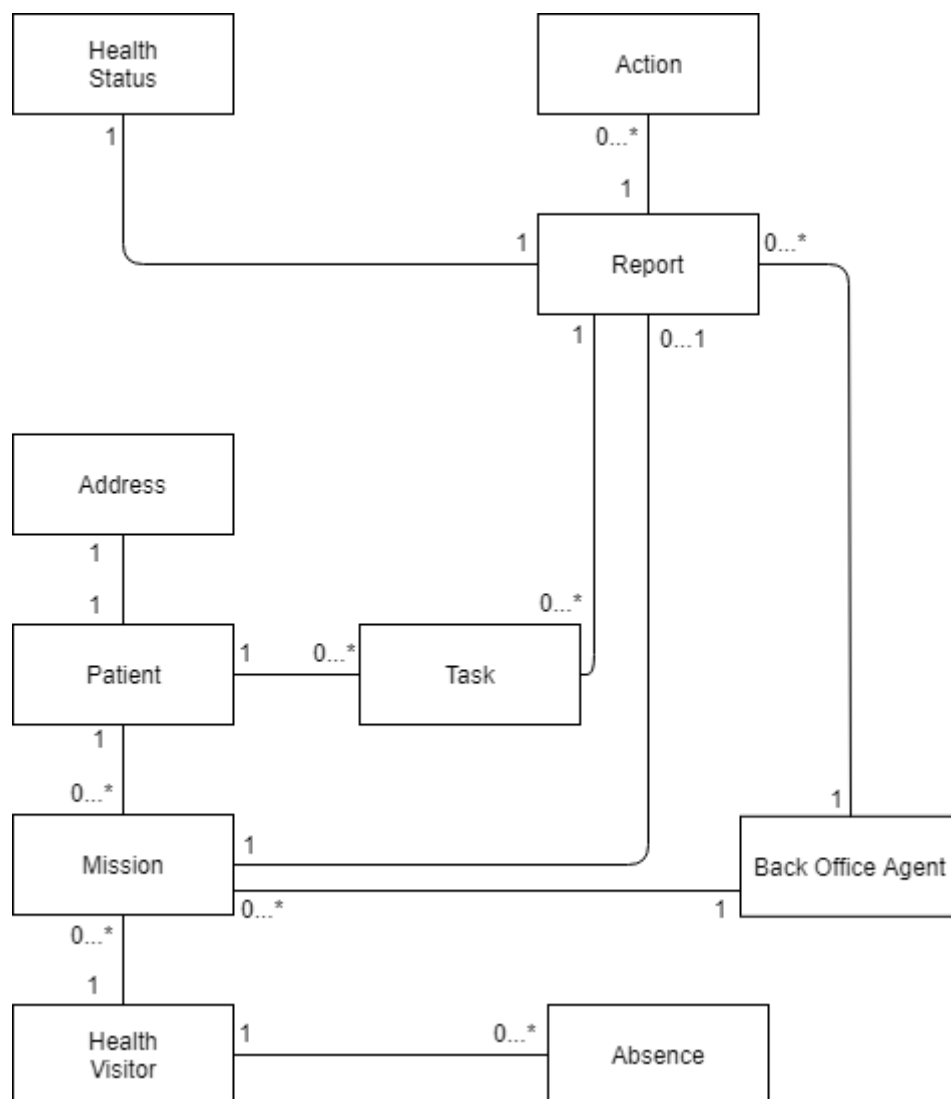 Health
Status
Action
1
0...*
1
1
Report
0...*
1
0...1
Address
1
1
0...*
Patient
1
0...*
Task
1
0...*
1
Mission
1
Back Office Agent
0...*
1
0...*
1
Health
Visitor
1
0...*
Absence